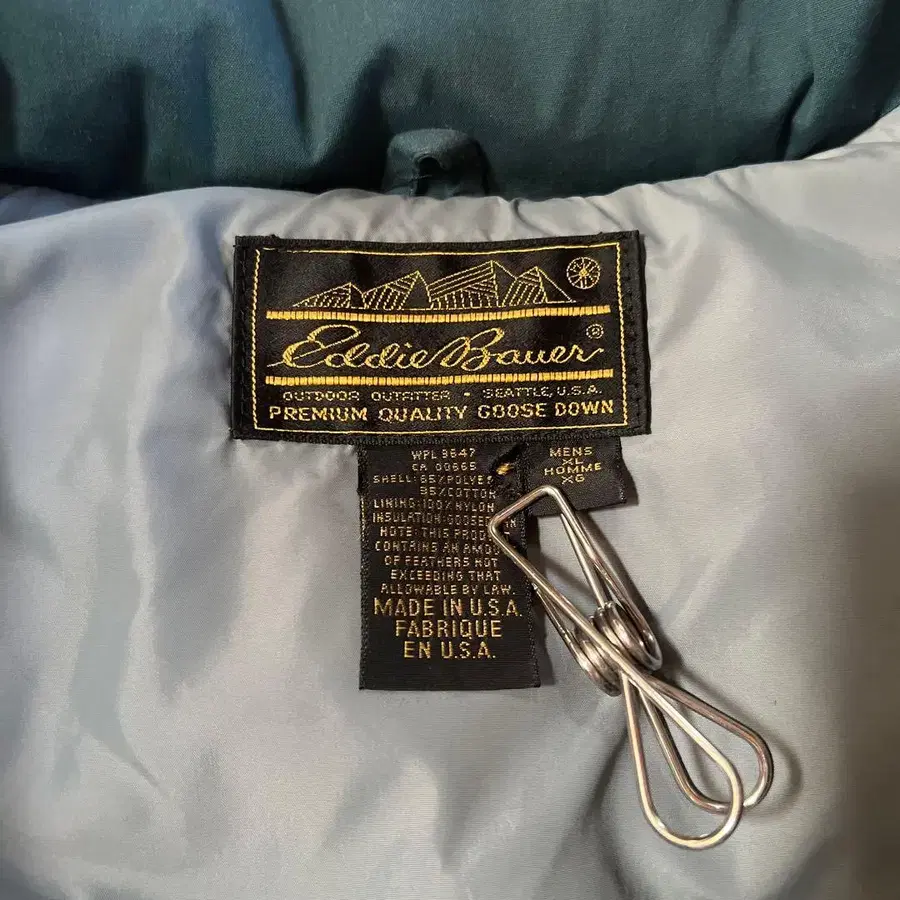 Eddie Bauer®
OUTDOOR OUTFITTER • SEATTLE, U.S.A.
PREMIUM QUALITY GOOSE DOWN
MENS
XL
HOMME
XG
WPL 9647
CA 00665
SHELL: 65% POLYES
35% COTTON
LINING: 100% NYLON
INSULATION: GOOSE
NOTE: THIS PROD
CONTAINS AN AMOU
OF FEATHERS NOT
EXCEEDING THAT
ALLOWABLE BY LAW.
MADE IN U.S.A.
FABRIQUE
EN U.S.A.